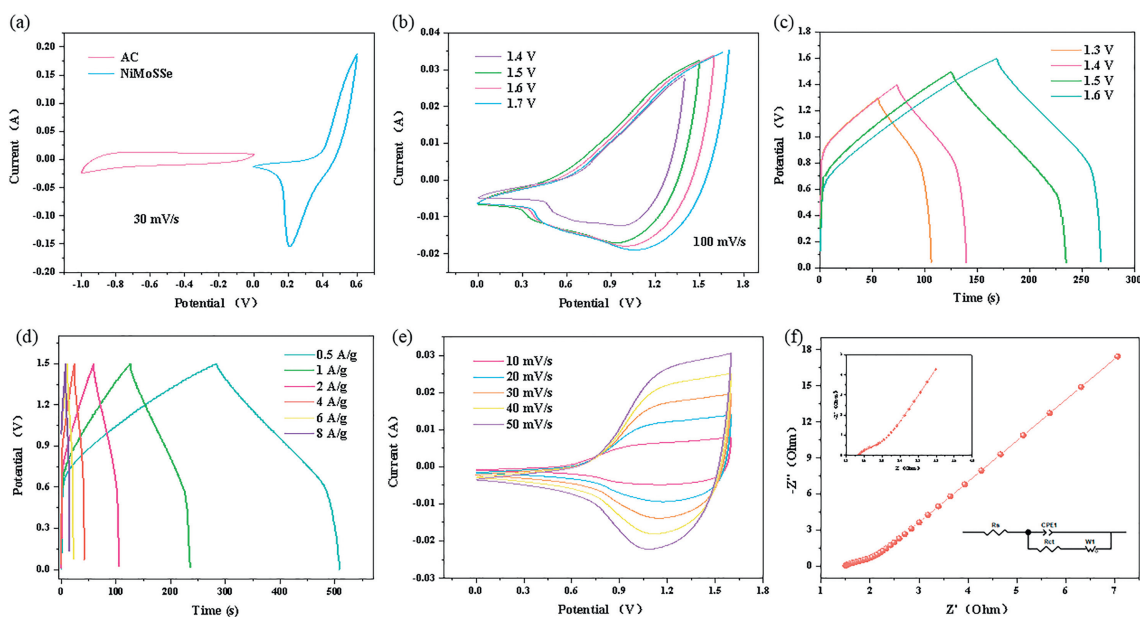 (a)
AC
NiMoSSe
30 mV/s
Current (A)
0.20
0.15
0.10
0.05
0.00
-0.05
0.10
-0.15
0.20
-1.0
-0.8
-0.6
-0.4
-0.2
0.0
0.2
0.4
0.6
Potential (V)
(b)
1.4 V
1.5 V
1.6 V
1.7 V
100 mV/s
Current (A)
0.04
0.03
0.02
0.01
0.00
-0.01
-0.02
0.0
0.3
0.6
0.9
1.2
1.5
1.8
Potential (V)
(c)
1.3 V
1.4 V
1.5 V
1.6 V
Potential (V)
2.0
1.6
1.2
0.8
0.4
0.0
0
50
100
150
200
250
300
Time (s)
(d)
0.5 A/g
1 A/g
2 A/g
4 A/g
6 A/g
8 A/g
Potential (V)
1.8
1.5
1.2
0.9
0.6
0.3
0.0
0
100
200
300
400
500
Time (s)
(e)
10 mV/s
20 mV/s
30 mV/s
40 mV/s
50 mV/s
Current (A)
0.03
0.02
0.01
0.00
-0.01
-0.02
-0.03
0.0
0.3
0.6
0.9
1.2
1.5
1.8
Potential (V)
(f)
-Z'' (Ohm)
18
15
12
9
6
3
0
1
2
3
4
5
6
7
Z' (Ohm)
Rs
CPE1
Rct
W1